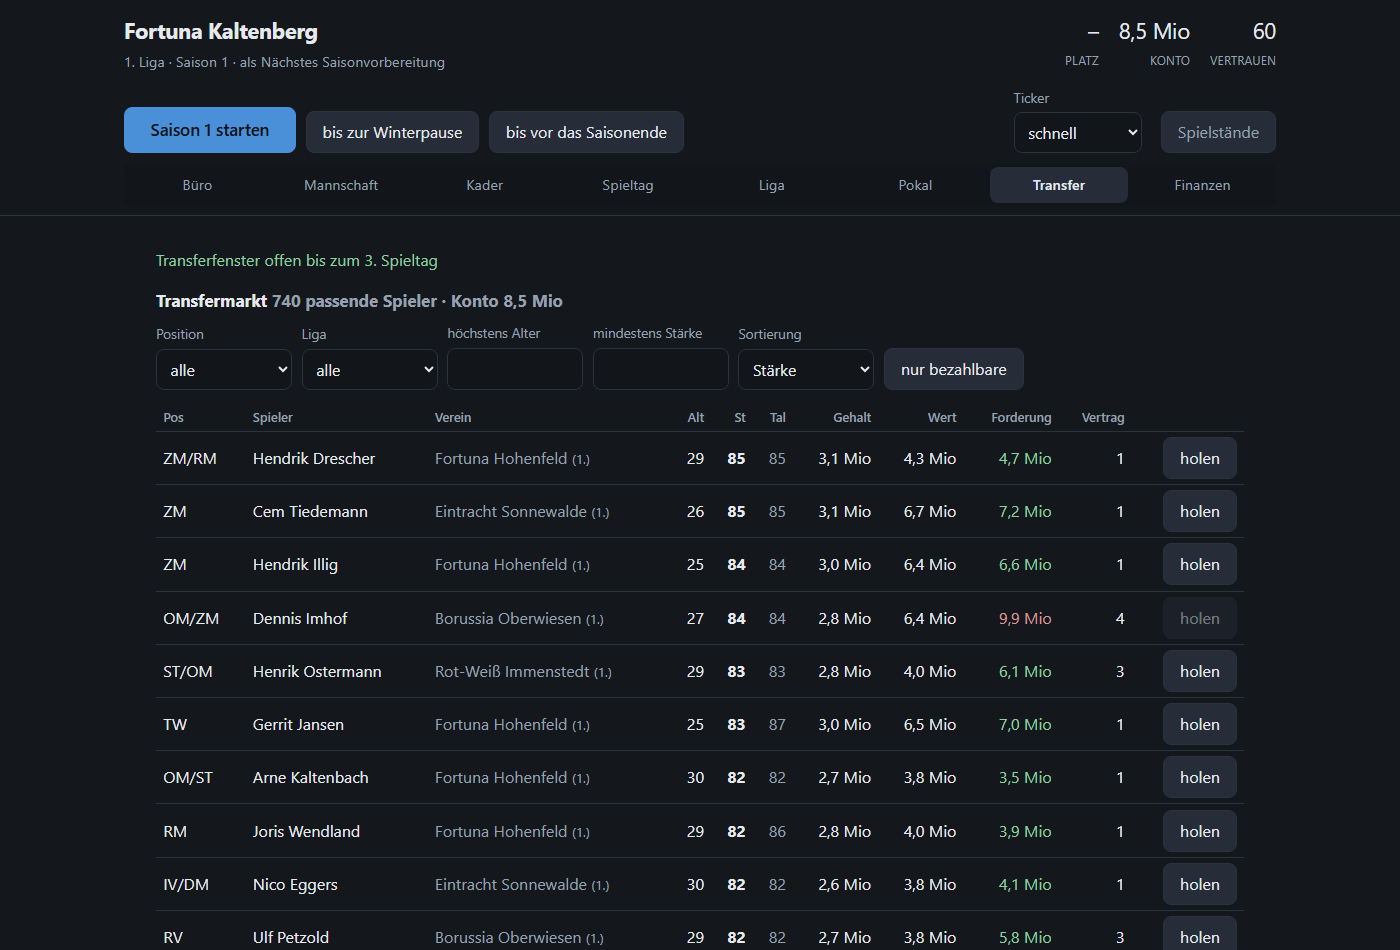 Fortuna Kaltenberg
1. Liga · Saison 1 · als Nächstes Saisonvorbereitung
– 8,5 Mio 60
PLATZ KONTO VERTRAUEN
Saison 1 starten bis zur Winterpause bis vor das Saisonende
Ticker
schnell Spielstände
Büro Mannschaft Kader Spieltag Liga Pokal Transfer Finanzen
Transferfenster offen bis zum 3. Spieltag
Transfermarkt 740 passende Spieler · Konto 8,5 Mio
Position Liga höchstens Alter mindestens Stärke Sortierung
alle alle Stärke nur bezahlbare
Pos Spieler Verein Alt St Tal Gehalt Wert Forderung Vertrag
ZM/RM Hendrik Drescher Fortuna Hohenfeld (1.) 29 85 85 3,1 Mio 4,3 Mio 4,7 Mio 1 holen
ZM Cem Tiedemann Eintracht Sonnewalde (1.) 26 85 85 3,1 Mio 6,7 Mio 7,2 Mio 1 holen
ZM Hendrik Illig Fortuna Hohenfeld (1.) 25 84 84 3,0 Mio 6,4 Mio 6,6 Mio 1 holen
OM/ZM Dennis Imhof Borussia Oberwiesen (1.) 27 84 84 2,8 Mio 6,4 Mio 9,9 Mio 4 holen
ST/OM Henrik Ostermann Rot-Weiß Immenstedt (1.) 29 83 83 2,8 Mio 4,0 Mio 6,1 Mio 3 holen
TW Gerrit Jansen Fortuna Hohenfeld (1.) 25 83 87 3,0 Mio 6,5 Mio 7,0 Mio 1 holen
OM/ST Arne Kaltenbach Fortuna Hohenfeld (1.) 30 82 82 2,7 Mio 3,8 Mio 3,5 Mio 1 holen
RM Joris Wendland Fortuna Hohenfeld (1.) 29 82 86 2,8 Mio 4,0 Mio 3,9 Mio 1 holen
IV/DM Nico Eggers Eintracht Sonnewalde (1.) 30 82 82 2,6 Mio 3,8 Mio 4,1 Mio 1 holen
RV Ulf Petzold Borussia Oberwiesen (1.) 29 82 82 2,7 Mio 3,8 Mio 5,8 Mio 3 holen